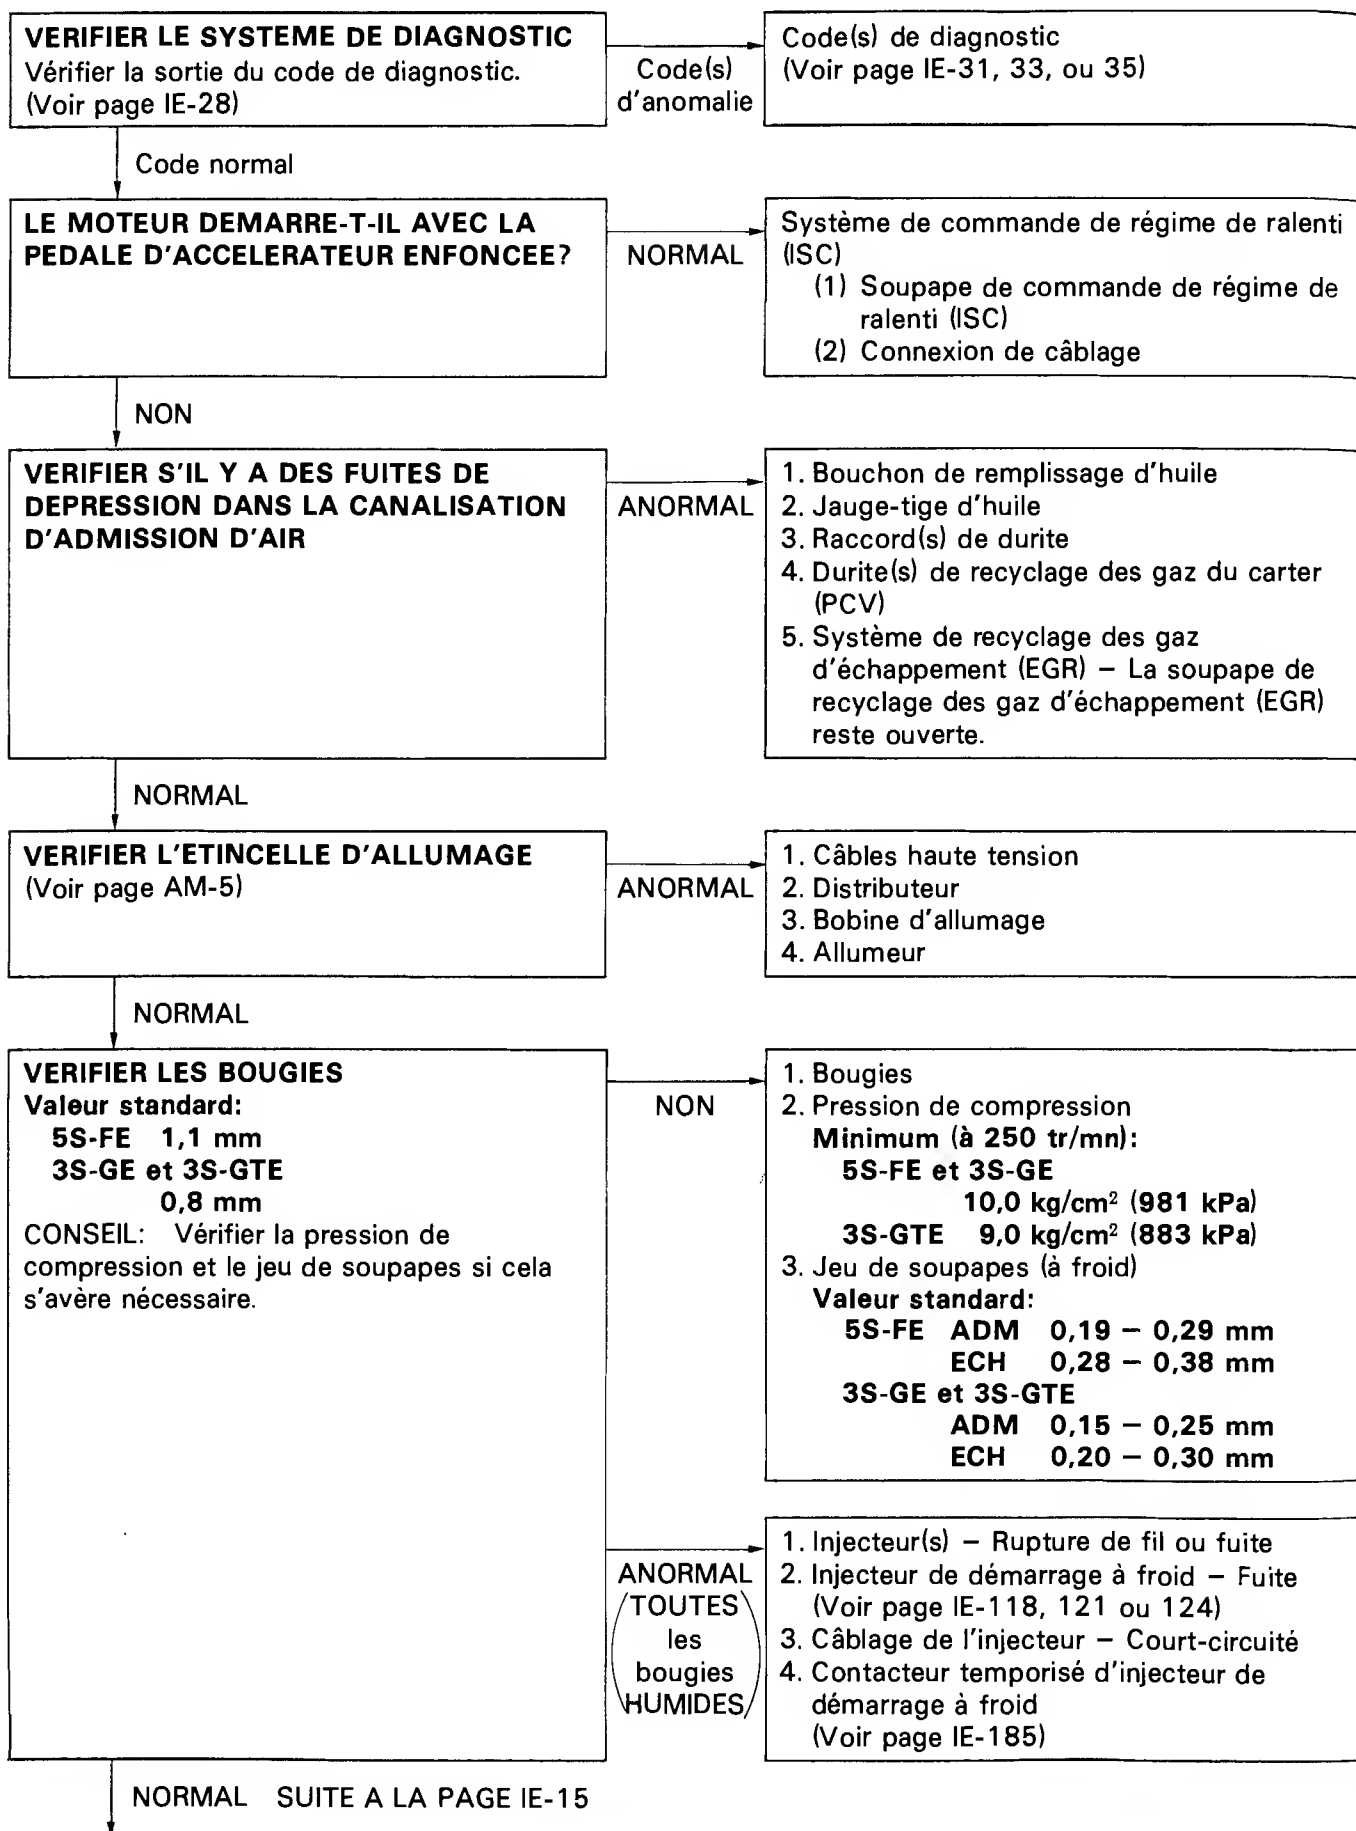 VERIFIER LE SYSTEME DE DIAGNOSTIC
Vérifier la sortie du code de diagnostic.
(Voir page IE-28)
Code(s)
d'anomalie
Code(s) de diagnostic
(Voir page IE-31, 33, ou 35)
Code normal
LE MOTEUR DEMARRE-T-IL AVEC LA
PEDALE D'ACCELERATEUR ENFONCEE?
NORMAL
Système de commande de régime de ralenti
(ISC)
(1) Soupape de commande de régime de
ralenti (ISC)
(2) Connexion de câblage
NON
VERIFIER S'IL Y A DES FUITES DE
DEPRESSION DANS LA CANALISATION
D'ADMISSION D'AIR
ANORMAL
1. Bouchon de remplissage d'huile
2. Jauge-tige d'huile
3. Raccord(s) de durite
4. Durite(s) de recyclage des gaz du carter
(PCV)
5. Système de recyclage des gaz
d'échappement (EGR) – La soupape de
recyclage des gaz d'échappement (EGR)
reste ouverte.
NORMAL
VERIFIER L'ETINCELLE D'ALLUMAGE
(Voir page AM-5)
ANORMAL
1. Câbles haute tension
2. Distributeur
3. Bobine d'allumage
4. Allumeur
NORMAL
VERIFIER LES BOUGIES
Valeur standard:
5S-FE 1,1 mm
3S-GE et 3S-GTE
0,8 mm
CONSEIL: Vérifier la pression de
compression et le jeu de soupapes si cela
s'avère nécessaire.
NON
1. Bougies
2. Pression de compression
Minimum (à 250 tr/mn):
5S-FE et 3S-GE
10,0 kg/cm² (981 kPa)
3S-GTE 9,0 kg/cm² (883 kPa)
3. Jeu de soupapes (à froid)
Valeur standard:
5S-FE ADM 0,19 – 0,29 mm
ECH 0,28 – 0,38 mm
3S-GE et 3S-GTE
ADM 0,15 – 0,25 mm
ECH 0,20 – 0,30 mm
ANORMAL
(TOUTES
les
bougies
HUMIDES)
1. Injecteur(s) – Rupture de fil ou fuite
2. Injecteur de démarrage à froid – Fuite
(Voir page IE-118, 121 ou 124)
3. Câblage de l'injecteur – Court-circuité
4. Contacteur temporisé d'injecteur de
démarrage à froid
(Voir page IE-185)
NORMAL SUITE A LA PAGE IE-15